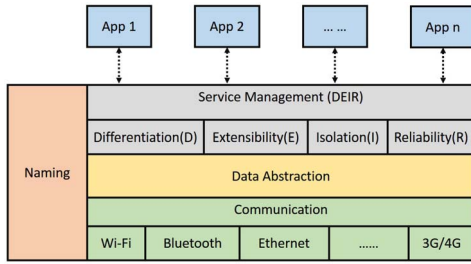 App 1
App 2
... ...
App n
Service Management (DEIR)
Differentiation(D)
Extensibility(E)
Isolation(I)
Reliability(R)
Naming
Data Abstraction
Communication
Wi-Fi
Bluetooth
Ethernet
......
3G/4G